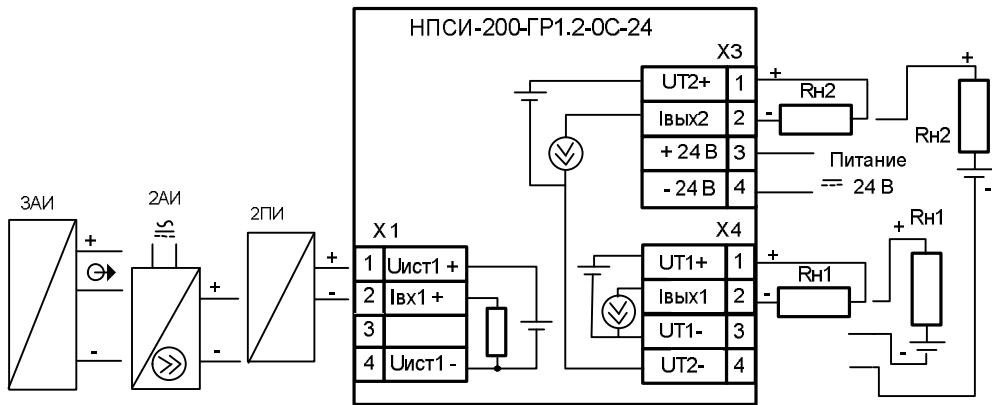 НПСИ-200-ГР1.2-0С-24
X3
UT2+ 1
Iвых2 2
+ 24 В 3
- 24 В 4
+
-
Rн2
+
Rн2
-
Питание
24 В
3АИ
+
-
2АИ
+
-
2ПИ
+
-
X1
1 Uист1 +
2 Iвх1 +
3
4 Uист1 -
X4
UT1+ 1
Iвых1 2
UT1- 3
UT2- 4
+
-
Rн1
+
Rн1
-